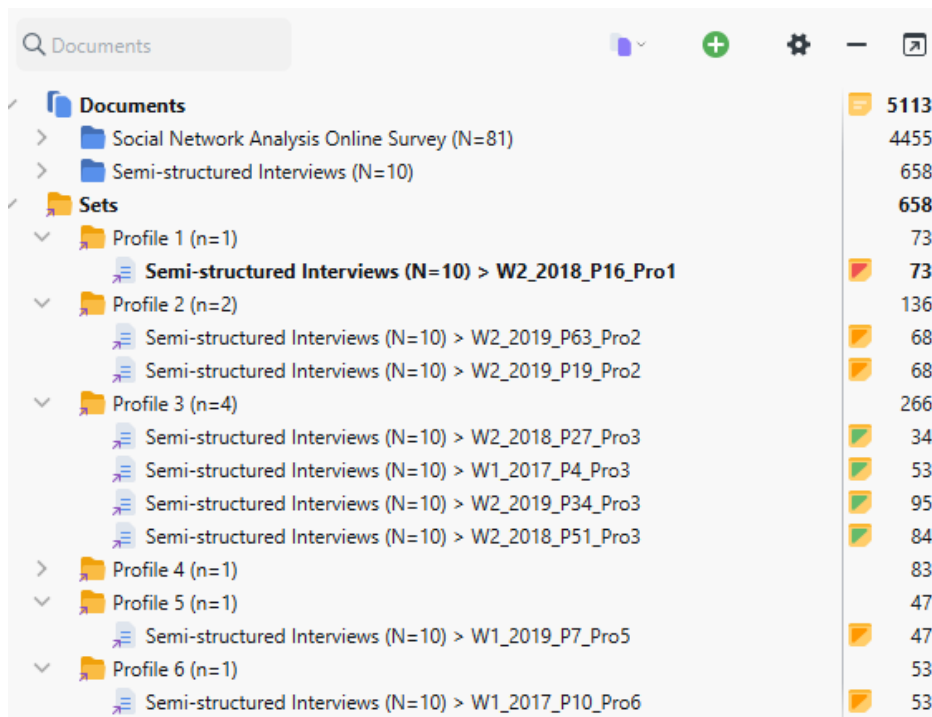 Documents
Documents 5113
Social Network Analysis Online Survey (N=81) 4455
Semi-structured Interviews (N=10) 658
Sets 658
Profile 1 (n=1) 73
Semi-structured Interviews (N=10) > W2_2018_P16_Pro1 73
Profile 2 (n=2) 136
Semi-structured Interviews (N=10) > W2_2019_P63_Pro2 68
Semi-structured Interviews (N=10) > W2_2019_P19_Pro2 68
Profile 3 (n=4) 266
Semi-structured Interviews (N=10) > W2_2018_P27_Pro3 34
Semi-structured Interviews (N=10) > W1_2017_P4_Pro3 53
Semi-structured Interviews (N=10) > W2_2019_P34_Pro3 95
Semi-structured Interviews (N=10) > W2_2018_P51_Pro3 84
Profile 4 (n=1) 83
Profile 5 (n=1) 47
Semi-structured Interviews (N=10) > W1_2019_P7_Pro5 47
Profile 6 (n=1) 53
Semi-structured Interviews (N=10) > W1_2017_P10_Pro6 53